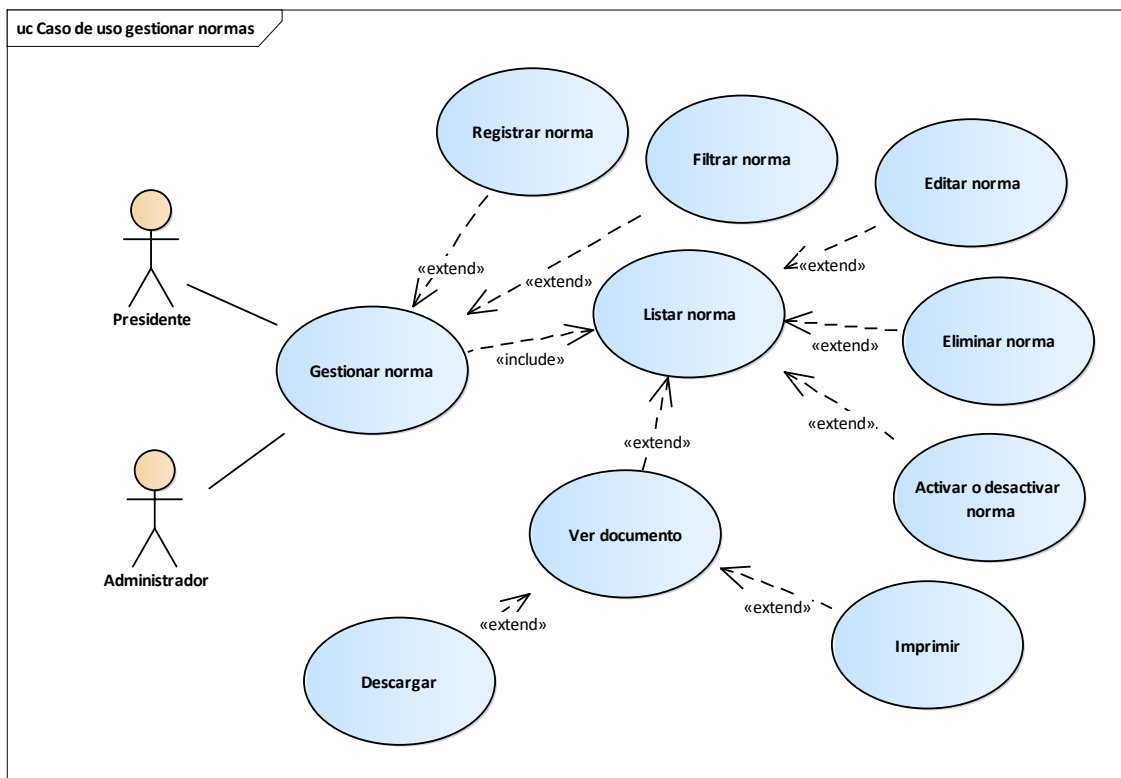 uc Caso de uso gestionar normas
Registrar norma
Filtrar norma
Editar norma
«extend»
«extend»
«extend»
Presidente
Listar norma
Gestionar norma
«include»
«extend»
Eliminar norma
«extend»
«extend»
Activar o desactivar
norma
Ver documento
Administrador
«extend»
«extend»
Descargar
Imprimir